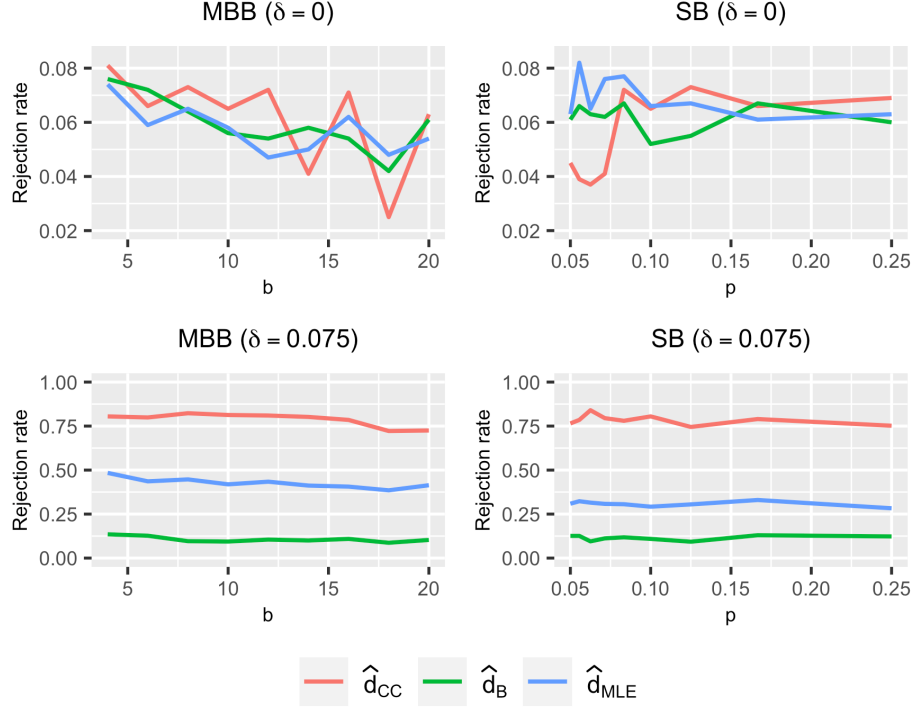 MBB (δ = 0)
SB (δ = 0)
Rejection rate
0.08
0.06
0.04
0.02
5
10
15
20
b
Rejection rate
0.08
0.06
0.04
0.02
0.05
0.10
0.15
0.20
0.25
p
MBB (δ = 0.075)
SB (δ = 0.075)
Rejection rate
1.00
0.75
0.50
0.25
0.00
5
10
15
20
b
Rejection rate
1.00
0.75
0.50
0.25
0.00
0.05
0.10
0.15
0.20
0.25
p
d̂_CC
d̂_B
d̂_MLE